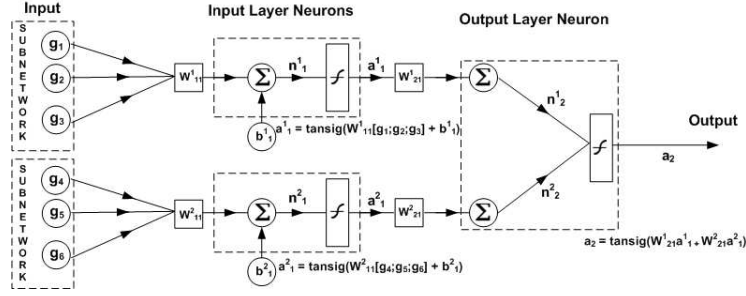 Input
Input Layer Neurons
Output Layer Neuron
SUBNETWORK
g₁
g₂
g₃
W¹₁₁
Σ
n¹₁
∫
a¹₁
W¹₂₁
Σ
n¹₂
b¹₁
a¹₁ = tansig(W¹₁₁[g₁;g₂;g₃] + b¹₁)
∫
Output
a₂
SUBNETWORK
g₄
g₅
g₆
W²₁₁
Σ
n²₁
∫
a²₁
W²₂₁
Σ
n²₂
b²₁
a²₁ = tansig(W²₁₁[g₄;g₅;g₆] + b²₁)
a₂ = tansig(W¹₂₁a¹₁ + W²₂₁a²₁)